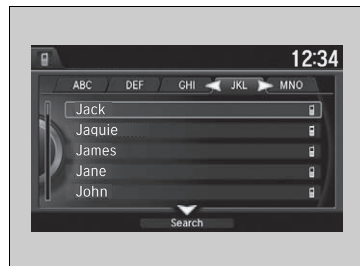 12:34
ABC DEF GHI JKL MNO
Jack
Jaquie
James
Jane
John
Search